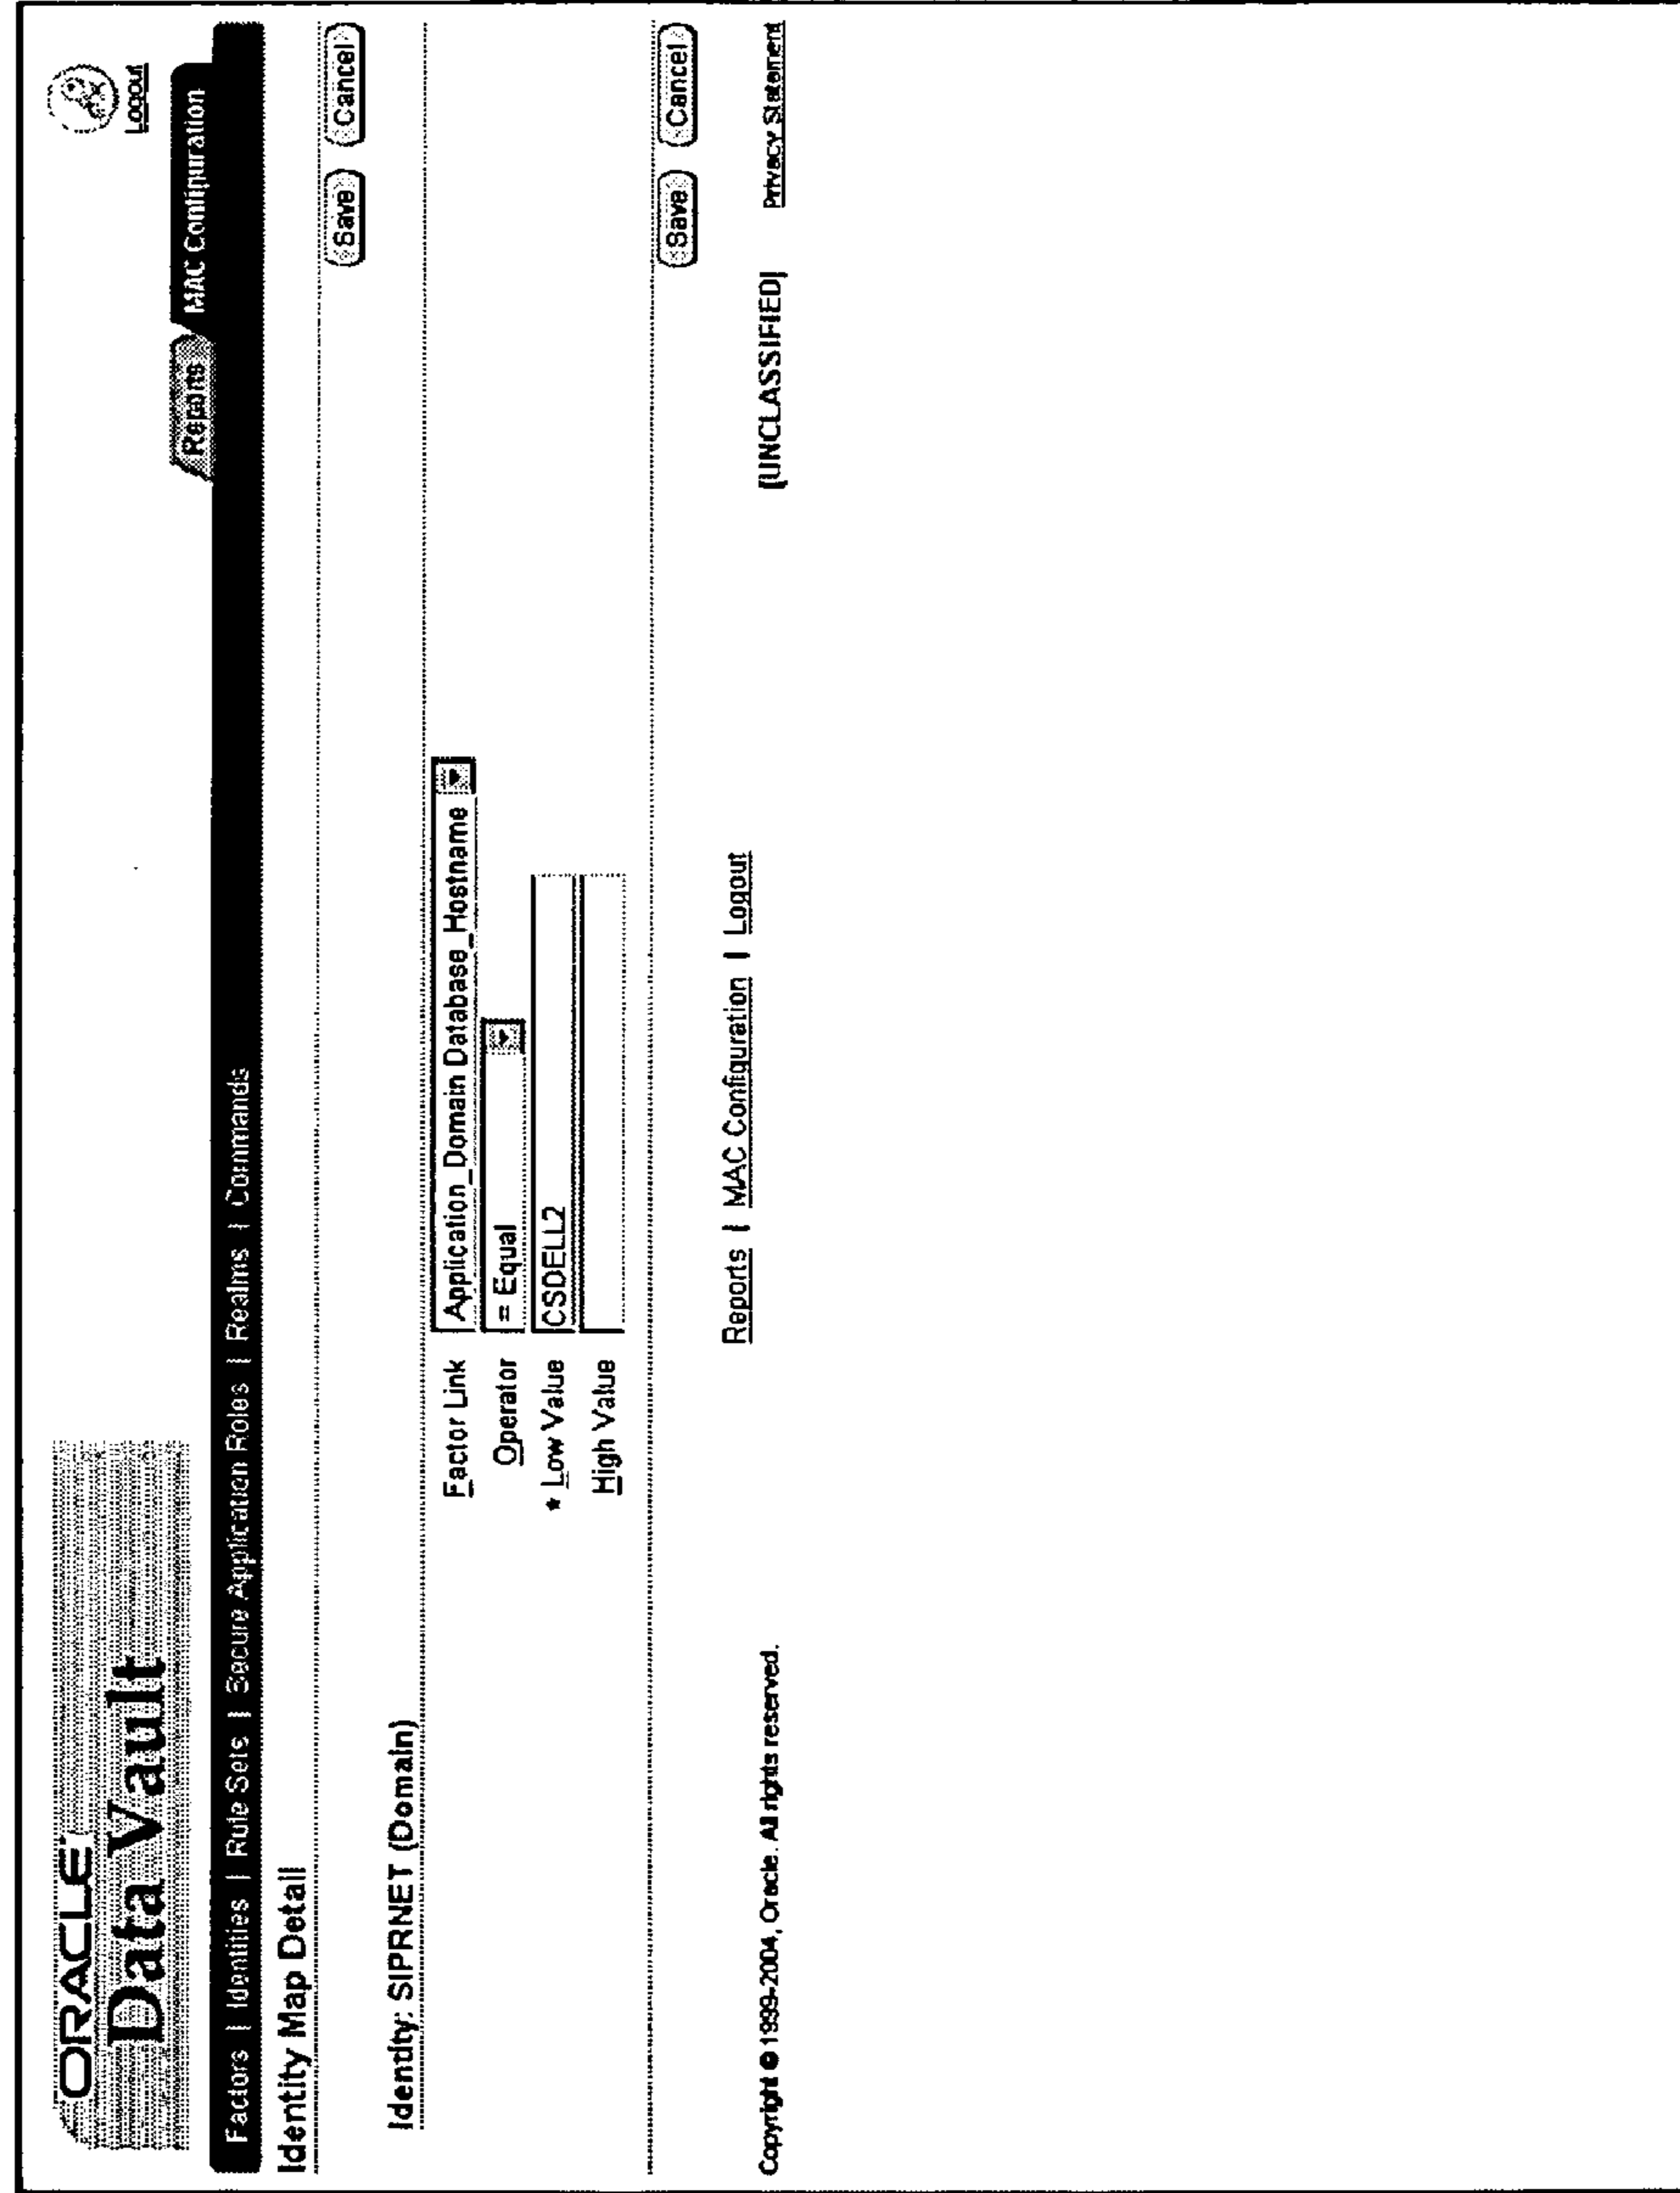 ORACLE
Data Vault
Logout
Reports MAC Configuration
Factors | Identities | Rule Sets | Secure Application Roles | Realms | Commands
Identity Map Detail
Save Cancel
Identity: SIPRNET (Domain)
Factor Link Application_Domain Database_Hostname
Operator = Equal
* Low Value CSDELL2
High Value
Save Cancel
Reports | MAC Configuration | Logout
Copyright © 1999-2004, Oracle. All rights reserved. [UNCLASSIFIED] Privacy Statement